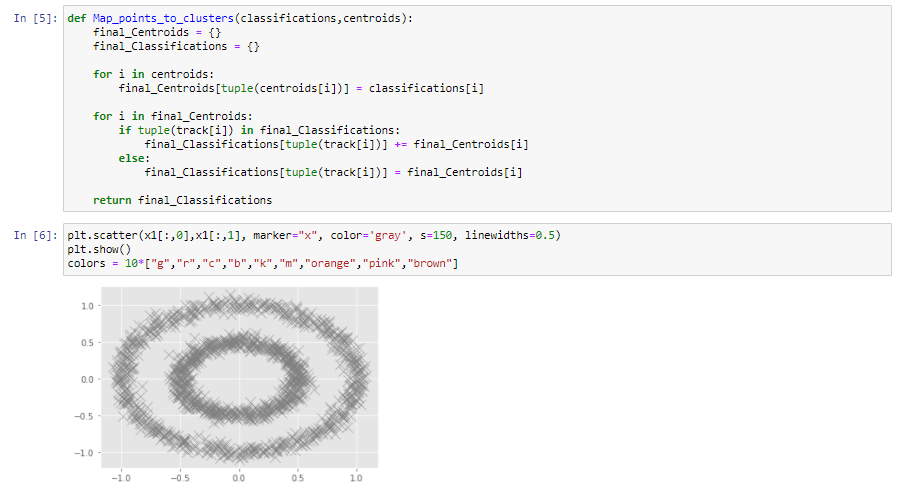 In [5]: def Map_points_to_clusters(classifications,centroids):
    final_Centroids = {}
    final_Classifications = {}

    for i in centroids:
        final_Centroids[tuple(centroids[i])] = classifications[i]

    for i in final_Centroids:
        if tuple(track[i]) in final_Classifications:
            final_Classifications[tuple(track[i])] += final_Centroids[i]
        else:
            final_Classifications[tuple(track[i])] = final_Centroids[i]

    return final_Classifications
In [6]: plt.scatter(x1[:,0],x1[:,1], marker="x", color='gray', s=150, linewidths=0.5)
plt.show()
colors = 10*["g","r","c","b","k","m","orange","pink","brown"]
1.0
0.5
0.0
−0.5
−1.0
−1.0 −0.5 0.0 0.5 1.0